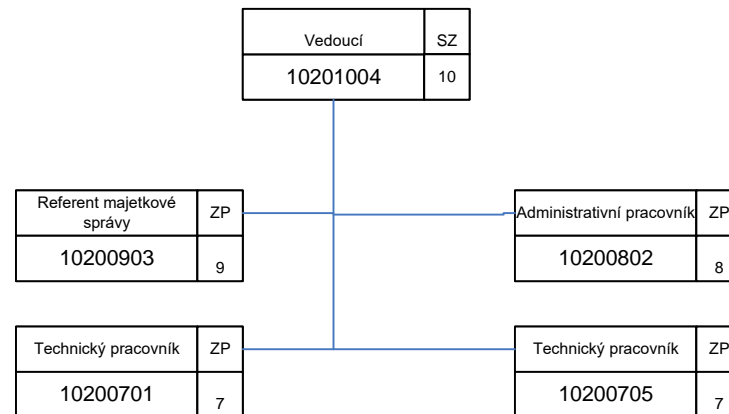 Vedoucí SZ
10201004 10
Referent majetkové
správy ZP
10200903 9
Administrativní pracovník ZP
10200802 8
Technický pracovník ZP
10200701 7
Technický pracovník ZP
10200705 7